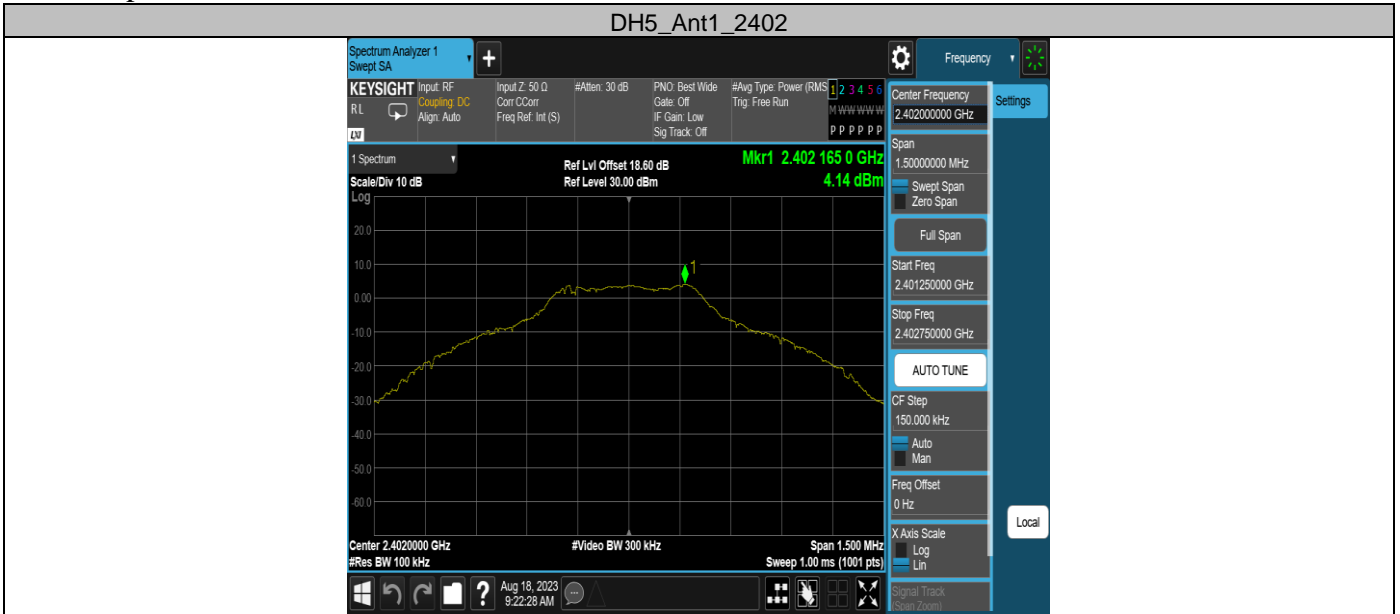 DH5_Ant1_2402
Spectrum Analyzer 1
Swept SA
Frequency
KEYSIGHT
RL
LXI
Input: RF
Coupling: DC
Align: Auto
Input Z: 50 Ω
Corr CCorr
Freq Ref: Int (S)
#Atten: 30 dB
PNO: Best Wide
Gate: Off
IF Gain: Low
Sig Track: Off
#Avg Type: Power (RMS
Trig: Free Run
1 2 3 4 5 6
M W W W W W
P P P P P P
1 Spectrum
Scale/Div 10 dB
Log
Ref Lvl Offset 18.60 dB
Ref Level 30.00 dBm
Mkr1 2.402 165 0 GHz
4.14 dBm
20.0
10.0
0.00
-10.0
-20.0
-30.0
-40.0
-50.0
-60.0
1
Center 2.4020000 GHz
#Res BW 100 kHz
#Video BW 300 kHz
Span 1.500 MHz
Sweep 1.00 ms (1001 pts)
Aug 18, 2023
9:22:28 AM
Center Frequency
2.402000000 GHz
Settings
Span
1.50000000 MHz
Swept Span
Zero Span
Full Span
Start Freq
2.401250000 GHz
Stop Freq
2.402750000 GHz
AUTO TUNE
CF Step
150.000 kHz
Auto
Man
Freq Offset
0 Hz
X Axis Scale
Log
Lin
Local
Signal Track
(Span Zoom)